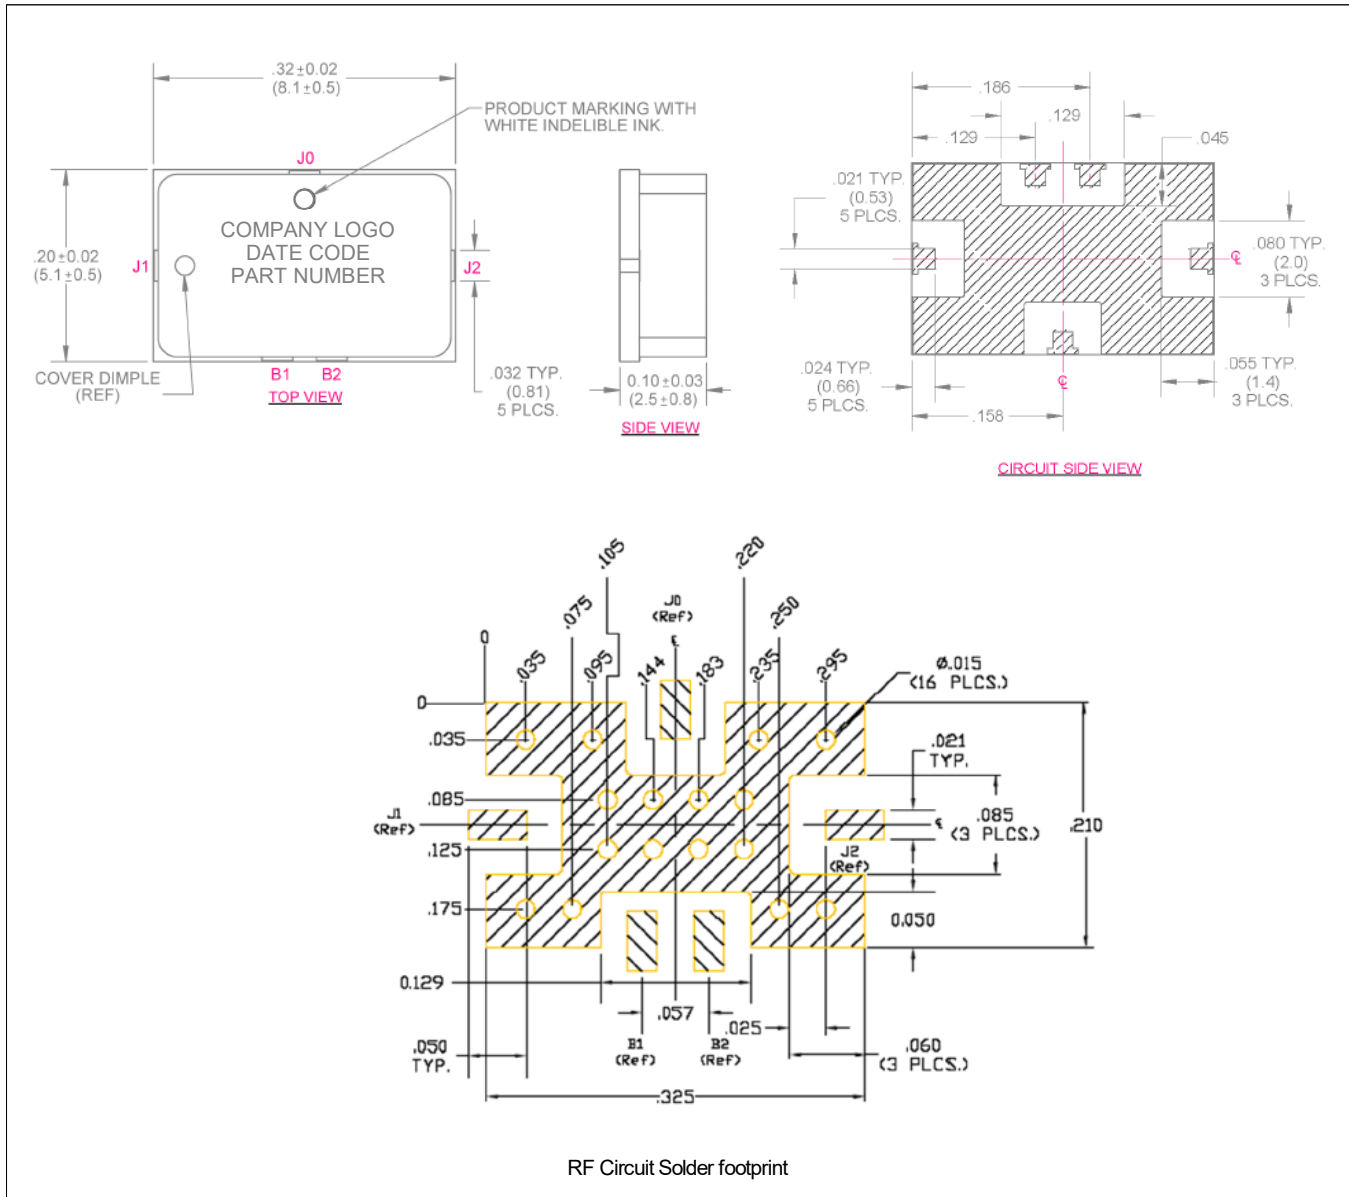 .32±0.02
(8.1±0.5)
PRODUCT MARKING WITH
WHITE INDELIBLE INK.
J0
COMPANY LOGO
DATE CODE
PART NUMBER
.20±0.02
(5.1±0.5)
J1
J2
COVER DIMPLE
(REF)
B1 B2
TOP VIEW
.032 TYP.
(0.81)
5 PLCS.
0.10±0.03
(2.5±0.8)
SIDE VIEW
.186
.129
.129
.045
.021 TYP.
(0.53)
5 PLCS.
.080 TYP.
(2.0)
3 PLCS.
℄
.024 TYP.
(0.66)
5 PLCS.
.055 TYP.
(1.4)
3 PLCS.
℄
.158
CIRCUIT SIDE VIEW
.105
.220
.075
J0
(Ref)
℄
.250
0
.035
.095
.144
.183
.235
.295
Ø.015
(16 PLCS.)
0
.035
.021
TYP.
.085
J1
(Ref)
℄
.085
(3 PLCS.)
.210
.125
J2
(Ref)
.175
0.050
0.129
.057
.025
B1
(Ref)
B2
(Ref)
.050
TYP.
.060
(3 PLCS.)
.325
RF Circuit Solder footprint